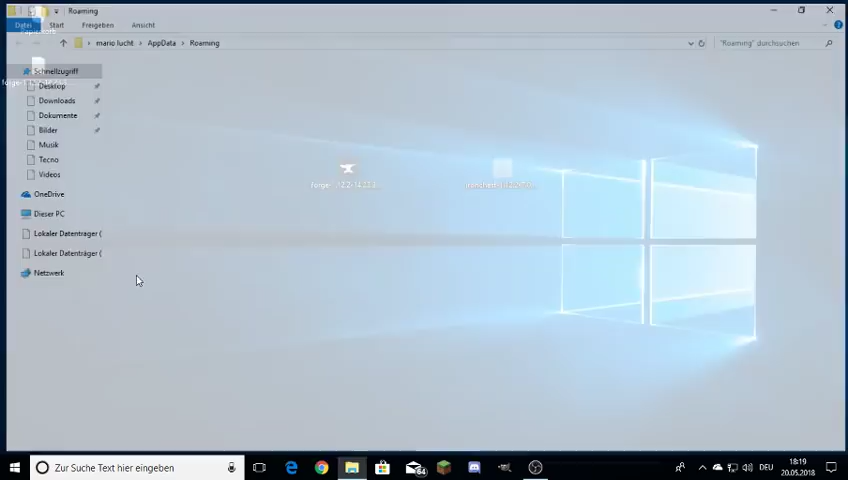 Roaming
Datei Start Freigeben Ansicht
mario lucht AppData Roaming
"Roaming" durchsuchen
Schnellzugriff
Desktop
Downloads
Dokumente
Bilder
Musik
Tecno
Videos
OneDrive
Dieser PC
Lokaler Datenträger (
Lokaler Datenträger (
Netzwerk
Zur Suche Text hier eingeben
64
DEU
18:19
20.05.2018